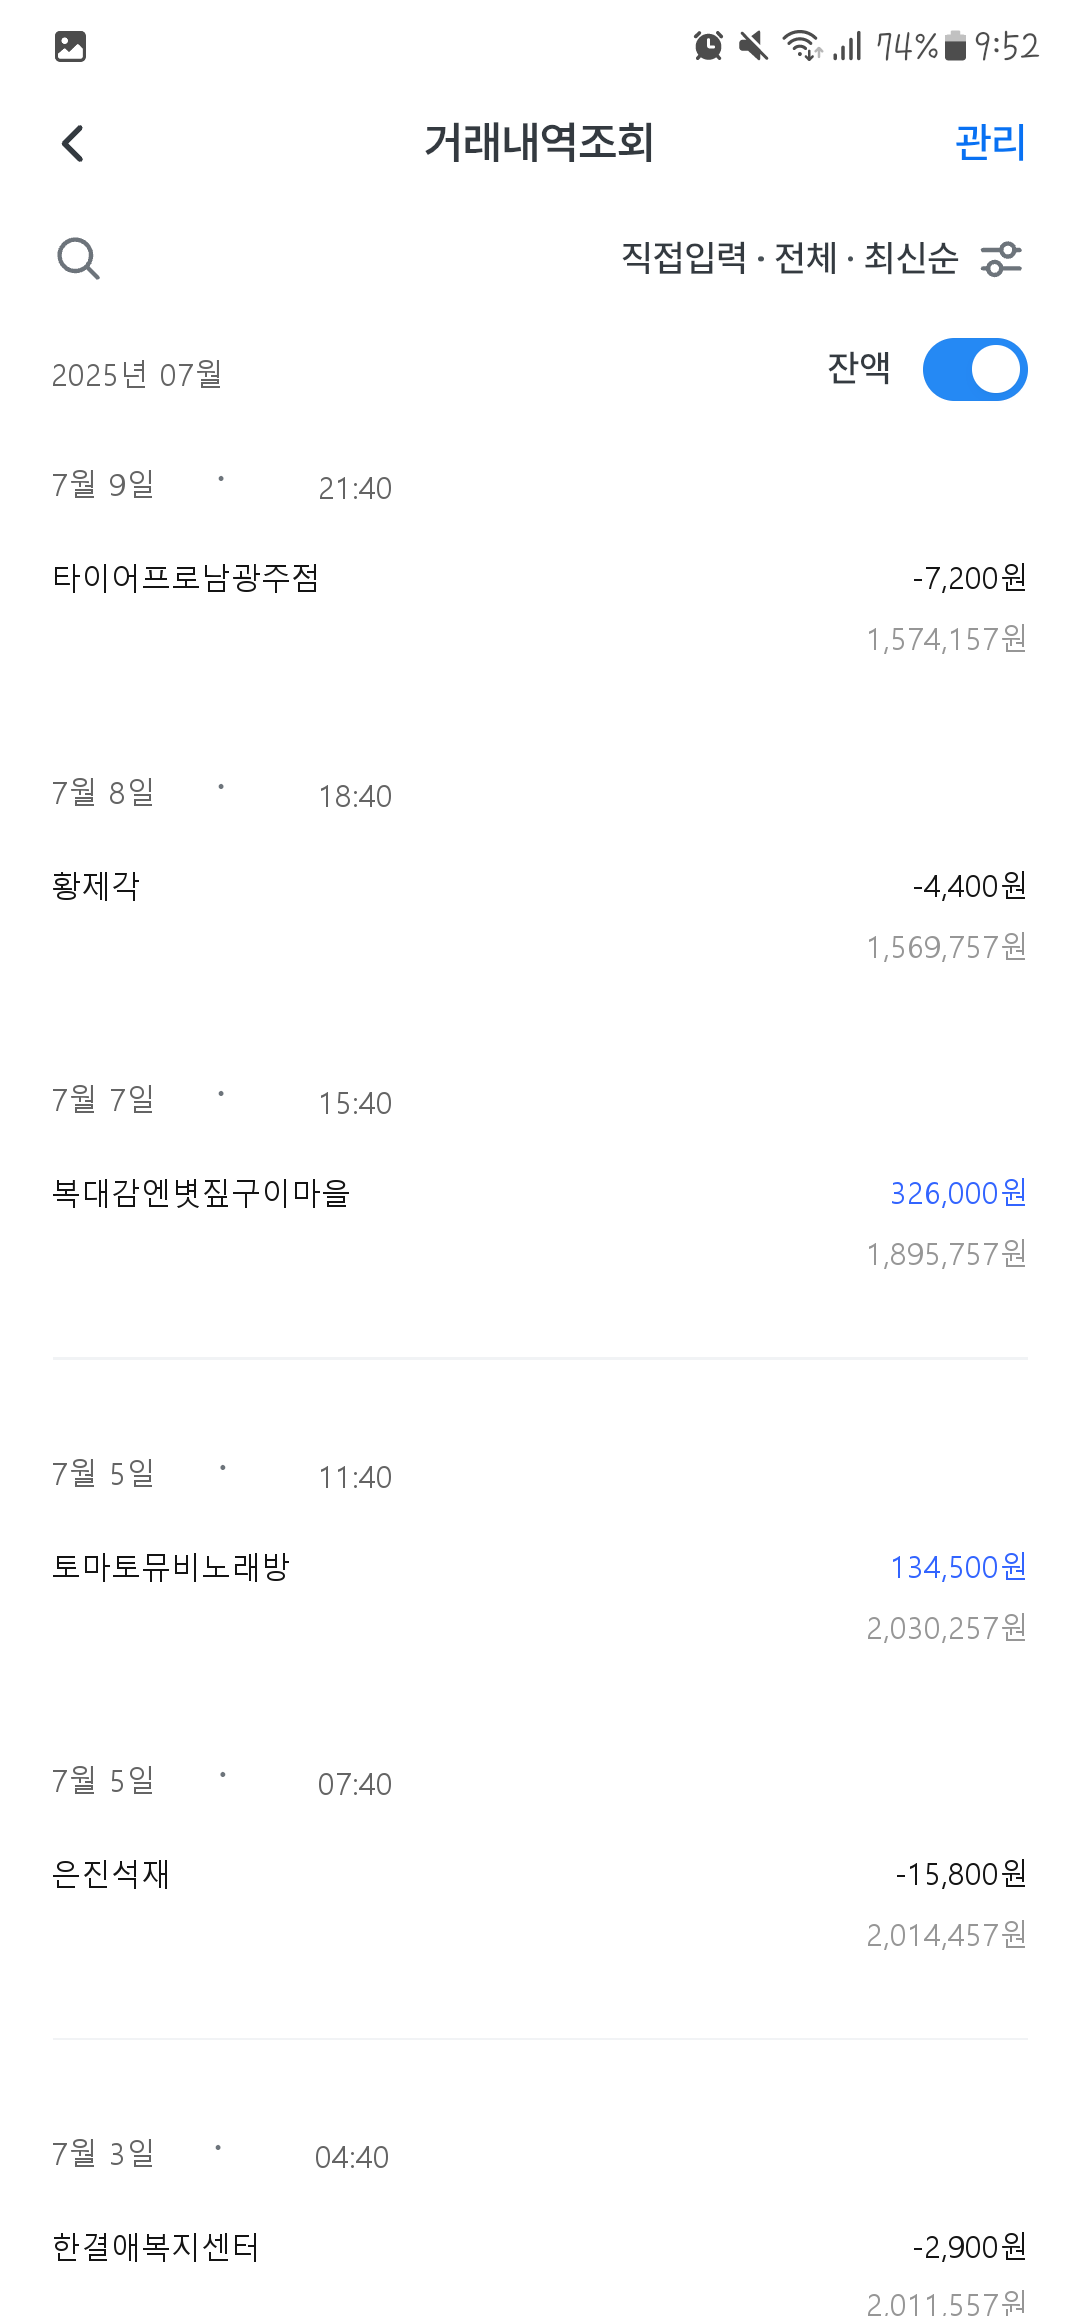 74% 9:52
거래내역조회 관리
직접입력 · 전체 · 최신순
2025년 07월 잔액
7월 9일 · 21:40
타이어프로남광주점 -7,200원
1,574,157원
7월 8일 · 18:40
황제각 -4,400원
1,569,757원
7월 7일 · 15:40
복대감엔볏짚구이마을 326,000원
1,895,757원
7월 5일 · 11:40
토마토뮤비노래방 134,500원
2,030,257원
7월 5일 · 07:40
은진석재 -15,800원
2,014,457원
7월 3일 · 04:40
한결애복지센터 -2,900원
2,011,557원